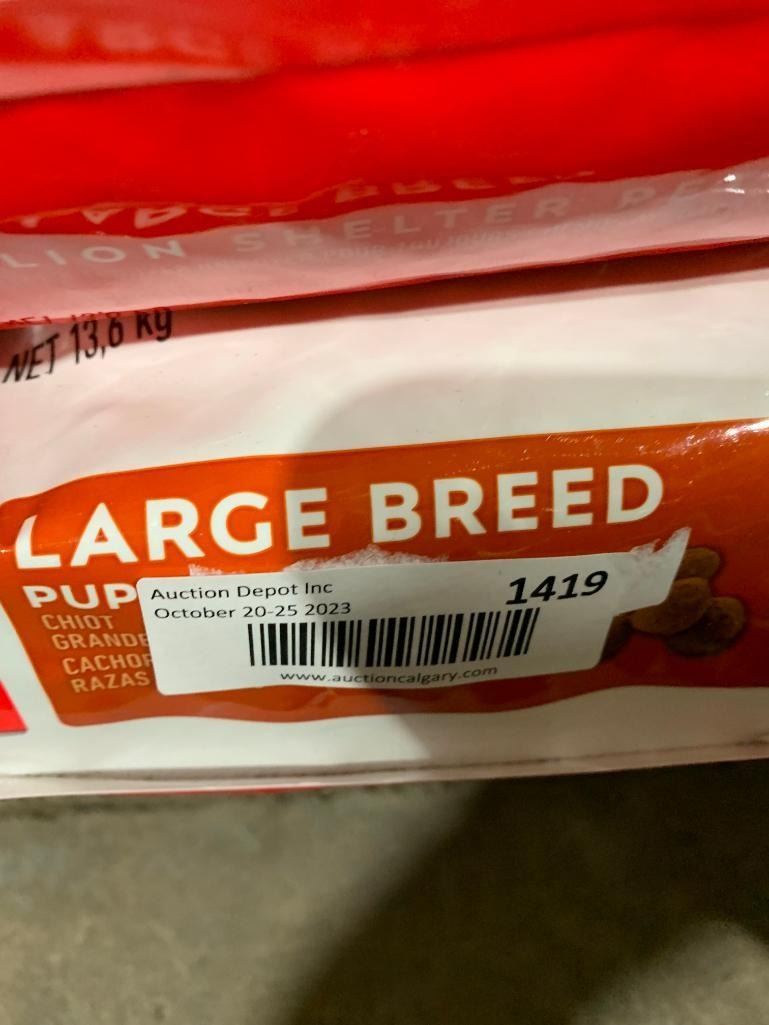 LION SHELTER PE
NET 13,6 kg
LARGE BREED
PUP
CHIOT
GRANDE
CACHOR
RAZAS
Auction Depot Inc
October 20-25 2023
1419
www.auctioncalgary.com